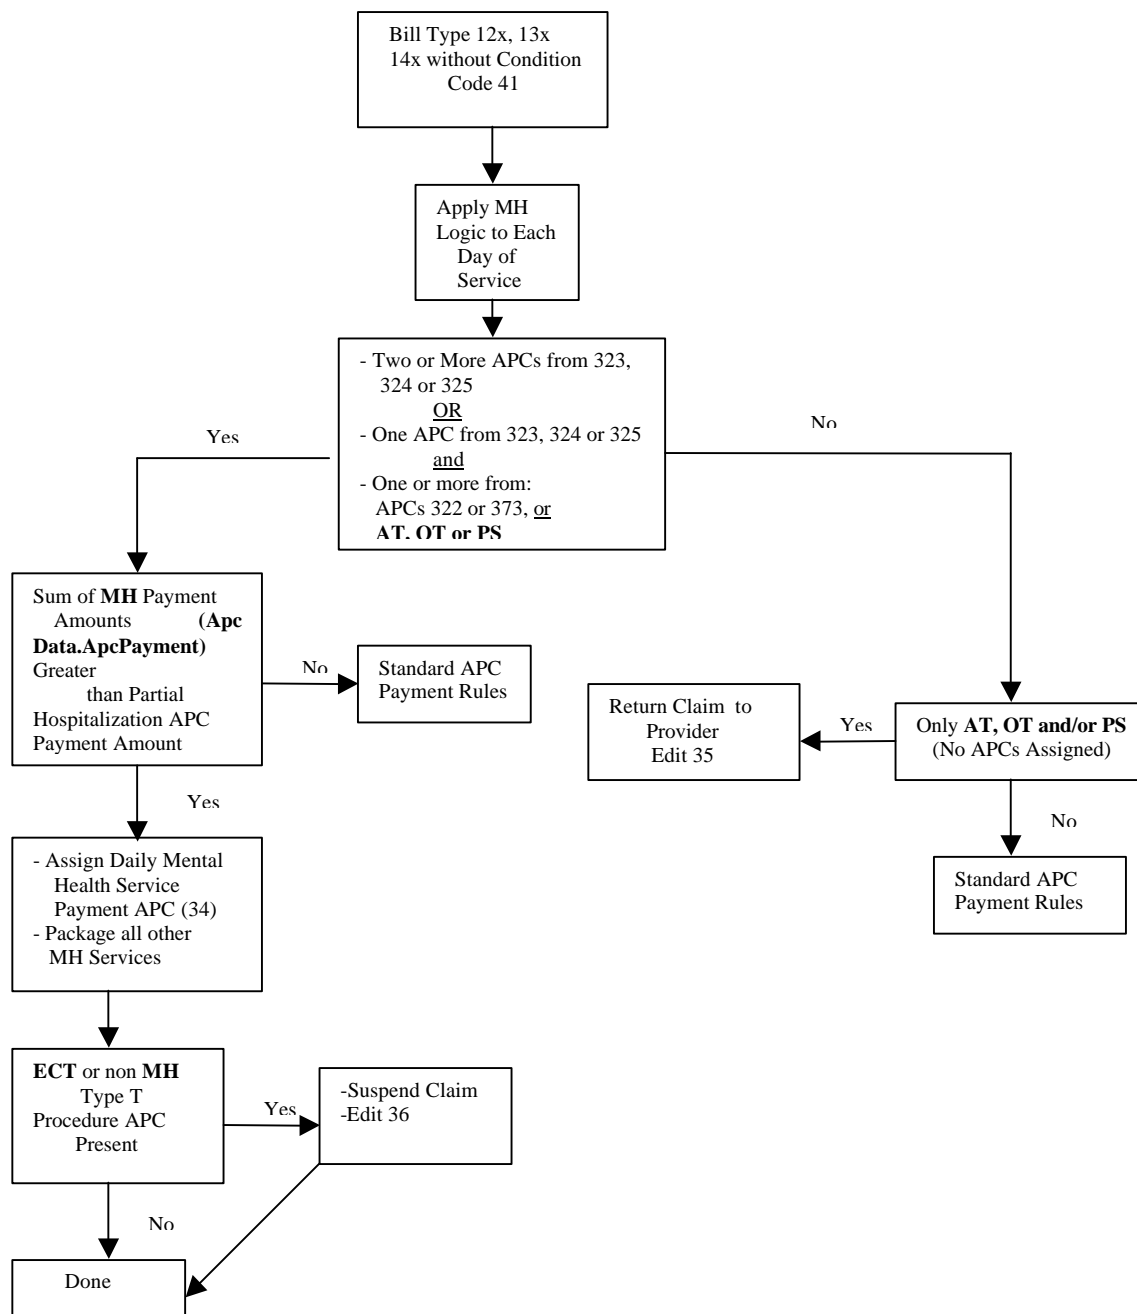 Bill Type 12x, 13x
14x without Condition
Code 41
Apply MH
Logic to Each
Day of
Service
- Two or More APCs from 323,
324 or 325
OR
- One APC from 323, 324 or 325
and
- One or more from:
APCs 322 or 373, or
AT, OT or PS
Yes
No
Sum of MH Payment
Amounts (Apc
Data.ApcPayment)
Greater
than Partial
Hospitalization APC
Payment Amount
No
Standard APC
Payment Rules
Return Claim to
Provider
Edit 35
Yes
Only AT, OT and/or PS
(No APCs Assigned)
Yes
No
- Assign Daily Mental
Health Service
Payment APC (34)
- Package all other
MH Services
Standard APC
Payment Rules
ECT or non MH
Type T
Procedure APC
Present
Yes
-Suspend Claim
-Edit 36
No
Done